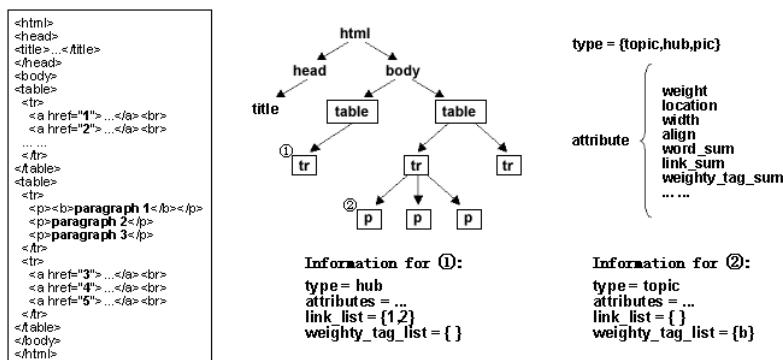 <html>
<head>
<title>...</title>
</head>
<body>
<table>
<tr>
<a href="1">...</a><br>
<a href="2">...</a><br>
... ...
</tr>
</table>
<table>
<tr>
<p><b>paragraph 1</b></p>
<p>paragraph 2</p>
<p>paragraph 3</p>
</tr>
<tr>
<a href="3">...</a><br>
<a href="4">...</a><br>
<a href="5">...</a><br>
</tr>
</table>
</body>
</html>
html
head body
title table table
① tr tr tr
② p p p
type = {topic,hub,pic}
attribute
weight
location
width
align
word_sum
link_sum
weighty_tag_sum
... ...
Information for ①:
type = hub
attributes = ...
link_list = {1,2}
weighty_tag_list = { }
Information for ②:
type = topic
attributes = ...
link_list = { }
weighty_tag_list = {b}